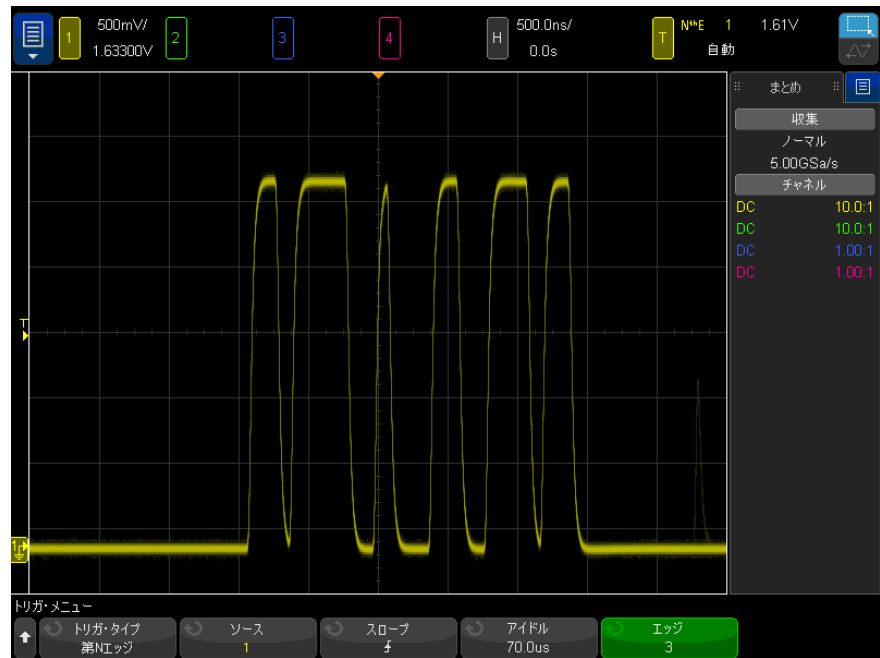 1 500mV/ 2 3 4 H 500.0ns/ T NthE 1 1.61V
1.63300V 0.0s 自動
まとめ
収集
ノーマル
5.00GSa/s
チャネル
DC 10.0:1
DC 10.0:1
DC 1.00:1
DC 1.00:1
T
1
トリガ・メニュー
トリガ・タイプ ソース スロープ アイドル エッジ
第Nエッジ 1 70.0us 3